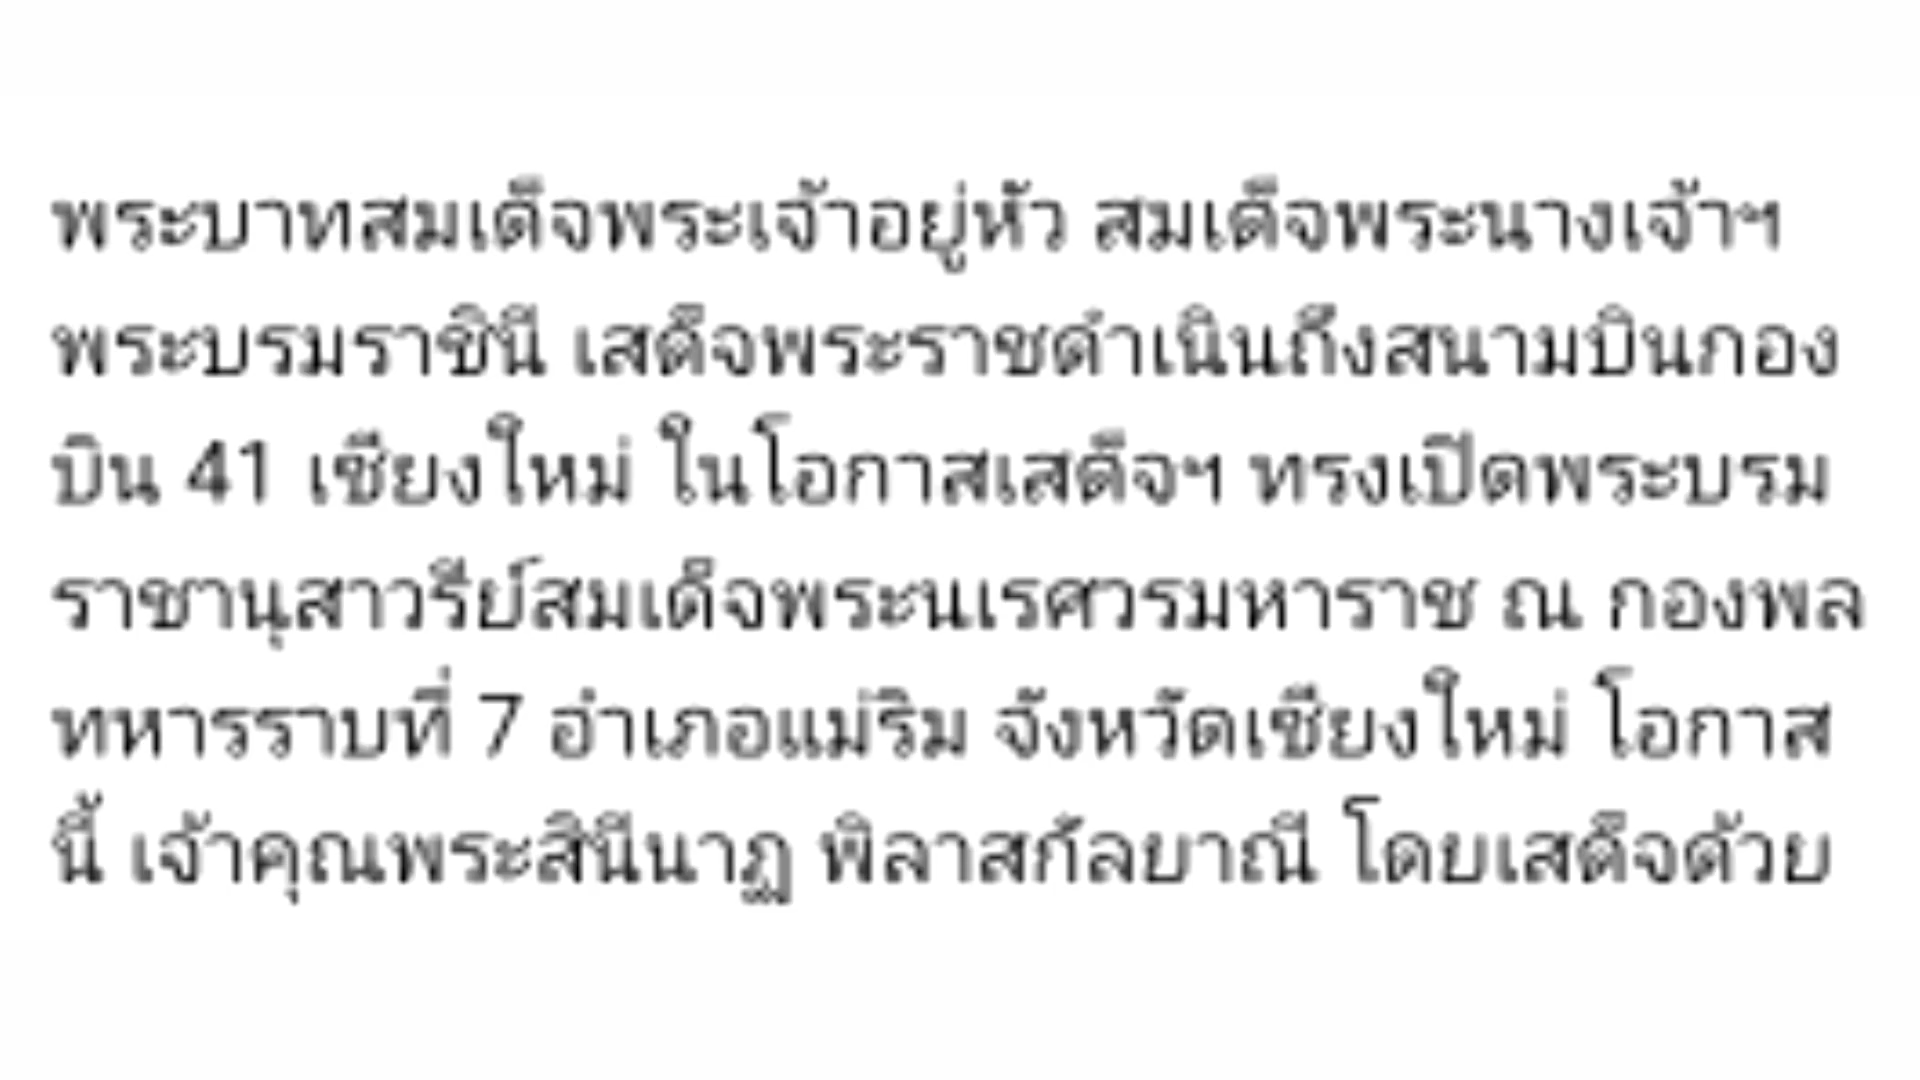 พระบาทสมเด็จพระเจ้าอยู่หัว สมเด็จพระนางเจ้าฯ
พระบรมราชินี เสด็จพระราชดำเนินถึงสนามบินกอง
บิน 41 เชียงใหม่ ในโอกาสเสด็จฯ ทรงเปิดพระบรม
ราชานุสาวรีย์สมเด็จพระนเรศวรมหาราช ณ กองพล
ทหารราบที่ 7 อำเภอแม่ริม จังหวัดเชียงใหม่ โอกาส
นี้ เจ้าคุณพระสินีนาฏ พิลาสกัลยาณี โดยเสด็จด้วย